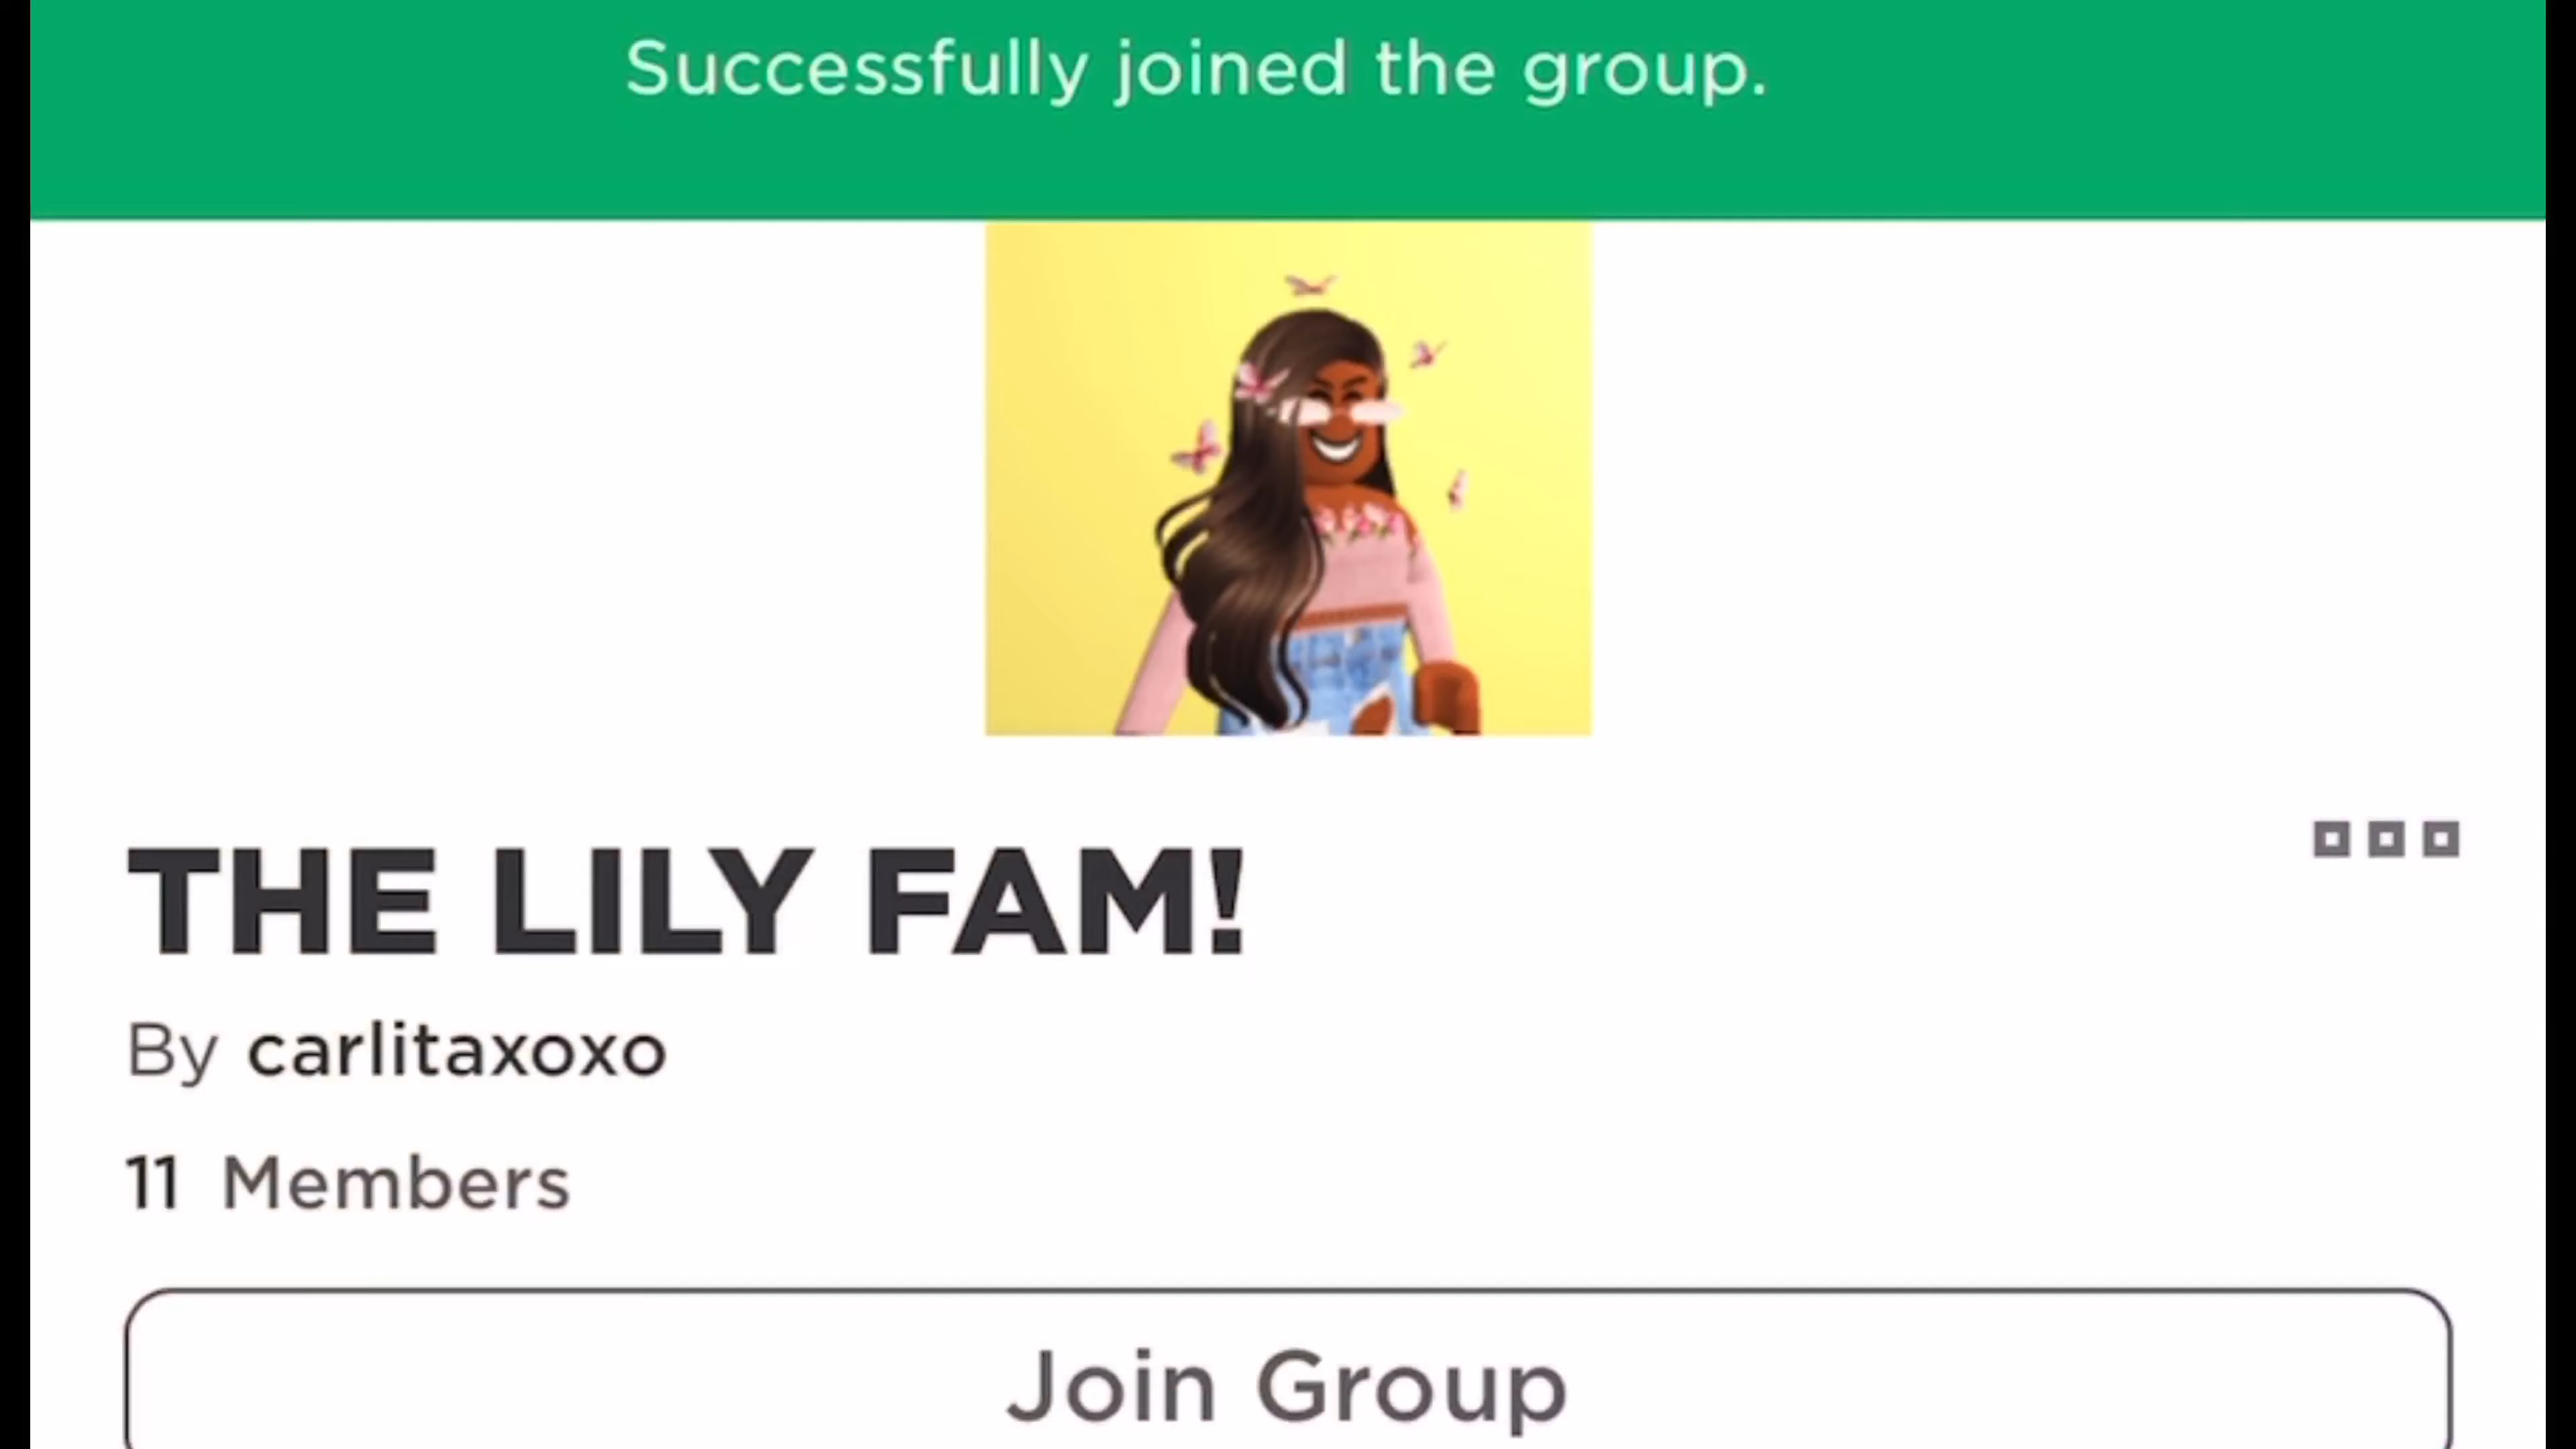 Successfully joined the group.
THE LILY FAM!
By carlitaxoxo
11 Members
Join Group